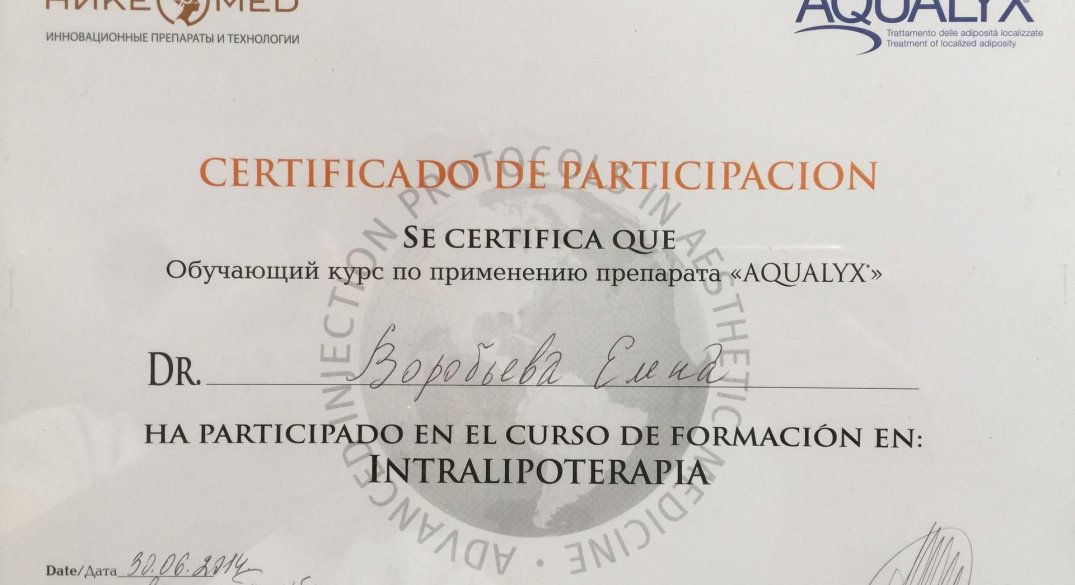 НИКЕ MED
ИННОВАЦИОННЫЕ ПРЕПАРАТЫ И ТЕХНОЛОГИИ
AQUALYX®
Trattamento delle adiposità localizzate
Treatment of localized adiposity
CERTIFICADO DE PARTICIPACION
SE CERTIFICA QUE
Обучающий курс по применению препарата «AQUALYX®»
DR. Воробьева Елена
HA PARTICIPADO EN EL CURSO DE FORMACIÓN EN:
INTRALIPOTERAPIA
ADVANCED INJECTION PROTOCOLS IN AESTHETIC MEDICINE •
Date/Дата 30.06.2014